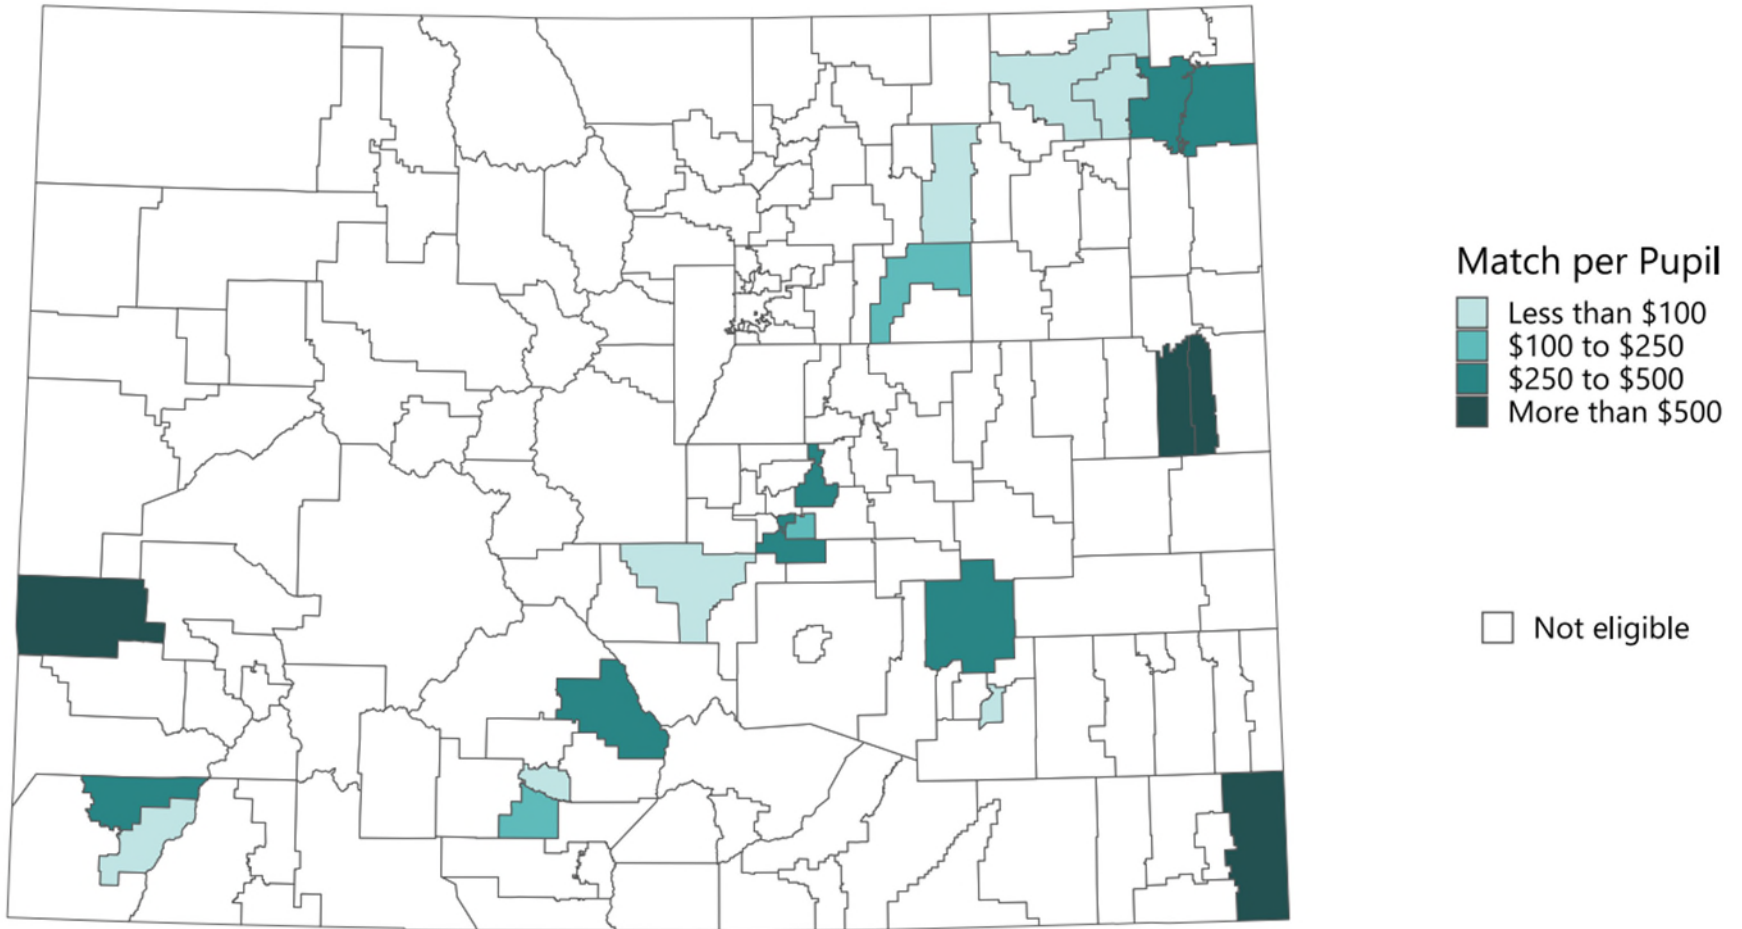 Match per Pupil
Less than $100
$100 to $250
$250 to $500
More than $500
Not eligible